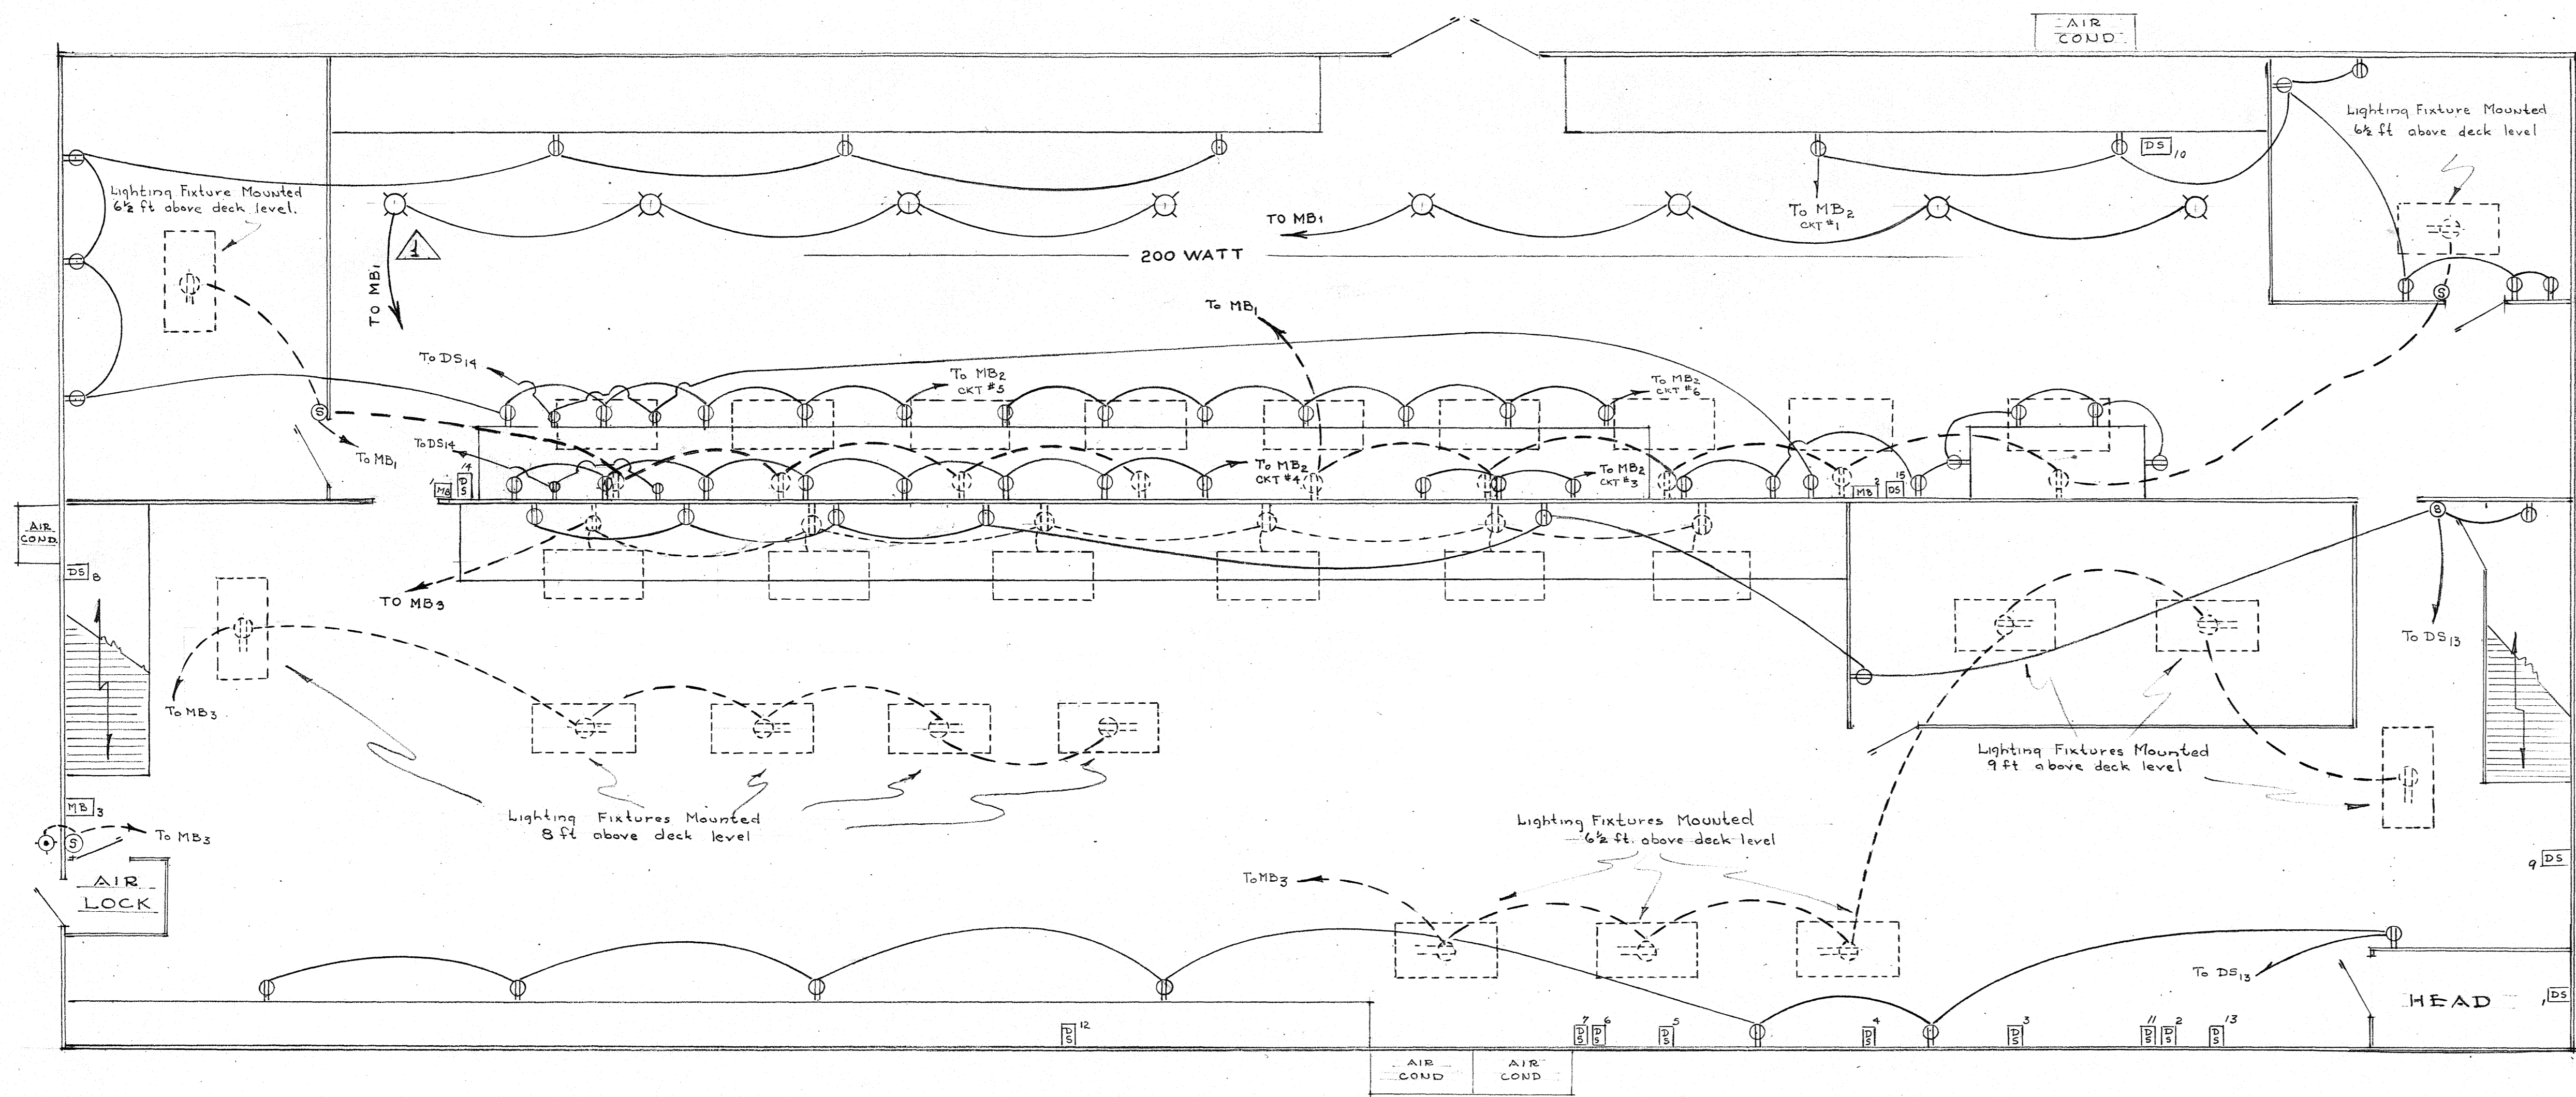 AIR
COND.
Lighting Fixture Mounted
6½ ft above deck level
DS 10
Lighting Fixture Mounted
6½ ft above deck level.
TO MB1
To MB2
CKT #1
1
200 WATT
TO MB1
To MB1
To DS14
To MB2
CKT #5
To MB2
CKT #6
S
S
To MB1
To DS14
To MB2
CKT #4
To MB2
CKT #3
1 MB
14
DS
MB 2
15
DS
AIR
COND.
S
DS 8
TO MB3
To DS13
To MB3
Lighting Fixtures Mounted
9 ft above deck level
MB 3
Lighting Fixtures Mounted
8 ft above deck level
Lighting Fixtures Mounted
6½ ft. above deck level
To MB3
S
9 DS
AIR
LOCK
To MB3
To DS13
HEAD
1 DS
DS 12
DS 7
DS 6
DS 5
DS 4
DS 3
DS 11
DS 2
DS 13
AIR
COND
AIR
COND